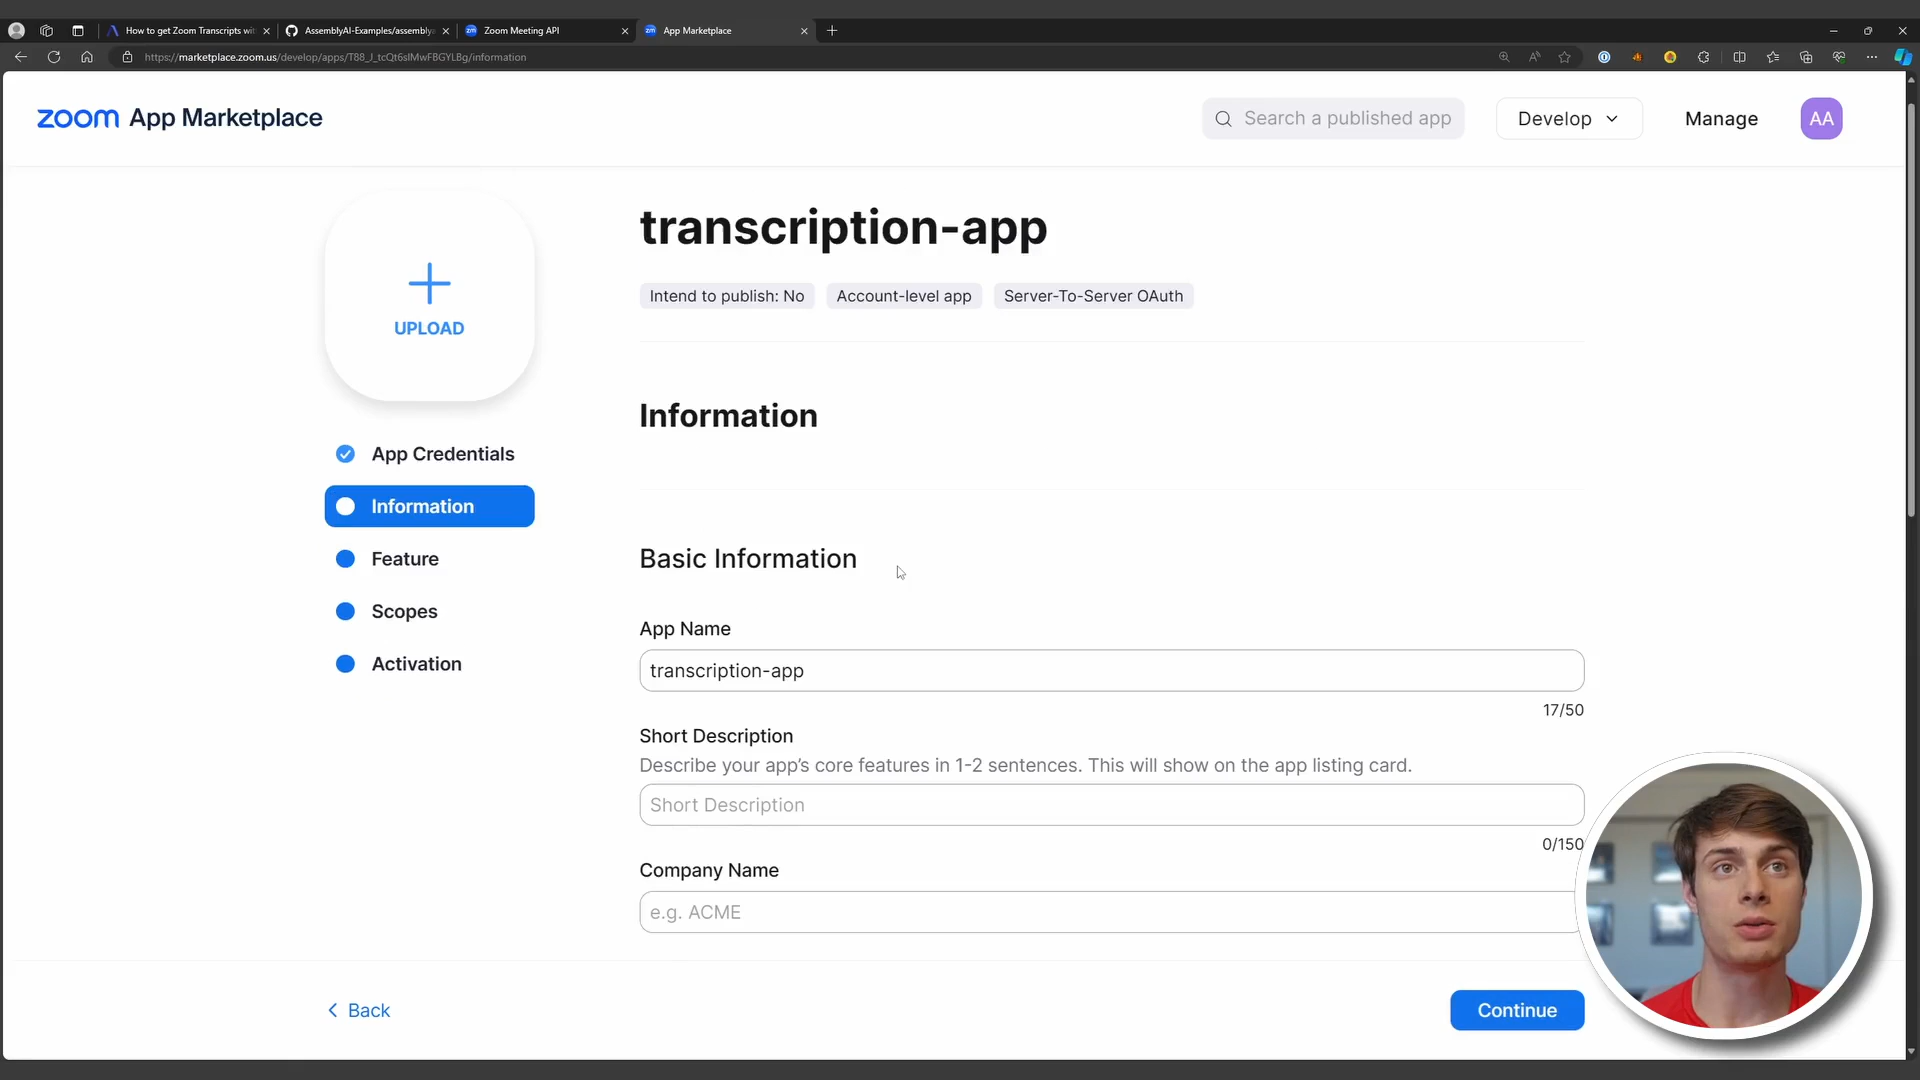 How to get Zoom Transcripts wit
AssemblyAI-Examples/assembly
Zoom Meeting API
App Marketplace
https://marketplace.zoom.us/develop/apps/T88_J_tcQt6slMwFBGYLBg/information
zoom App Marketplace
Search a published app
Develop
Manage
AA
UPLOAD
transcription-app
Intend to publish: No
Account-level app
Server-To-Server OAuth
Information
App Credentials
Information
Feature
Scopes
Activation
Basic Information
App Name
transcription-app
17/50
Short Description
Describe your app's core features in 1-2 sentences. This will show on the app listing card.
Short Description
0/150
Company Name
e.g. ACME
Back
Continue